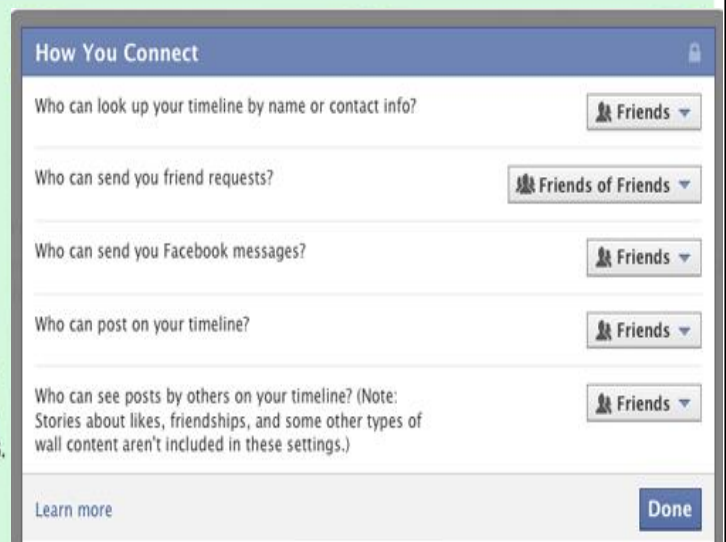 How You Connect
Who can look up your timeline by name or contact info?
Friends
Who can send you friend requests?
Friends of Friends
Who can send you Facebook messages?
Friends
Who can post on your timeline?
Friends
Who can see posts by others on your timeline? (Note:
Stories about likes, friendships, and some other types of
wall content aren't included in these settings.)
Friends
Learn more
Done